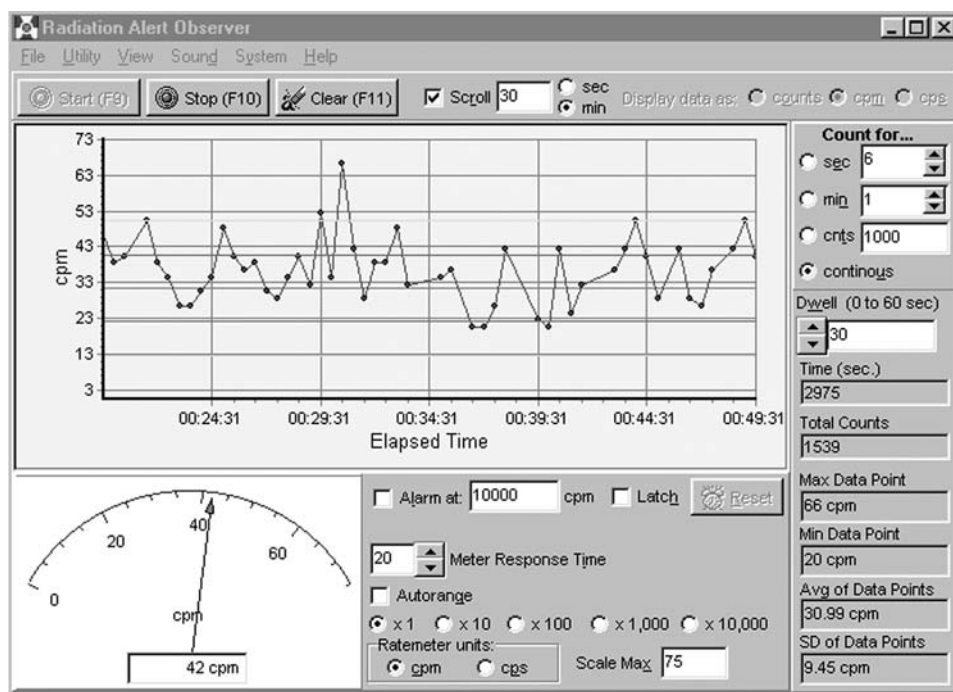 Radiation Alert Observer
File Utility View Sound System Help
Start (F9) Stop (F10) Clear (F11) Scroll 30 sec min Display data as: counts cpm cps
73
63
53
43
33
23
13
3
cpm
00:24:31 00:29:31 00:34:31 00:39:31 00:44:31 00:49:31
Elapsed Time
Count for...
sec 6
min 1
cnts 1000
continous
Dwell (0 to 60 sec)
30
Time (sec.)
2975
Total Counts
1539
Max Data Point
66 cpm
Min Data Point
20 cpm
Avg of Data Points
30.99 cpm
SD of Data Points
9.45 cpm
0 20 40 60
cpm
42 cpm
Alarm at: 10000 cpm Latch Reset
20 Meter Response Time
Autorange
x 1 x 10 x 100 x 1,000 x 10,000
Ratemeter units:
cpm cps
Scale Max 75